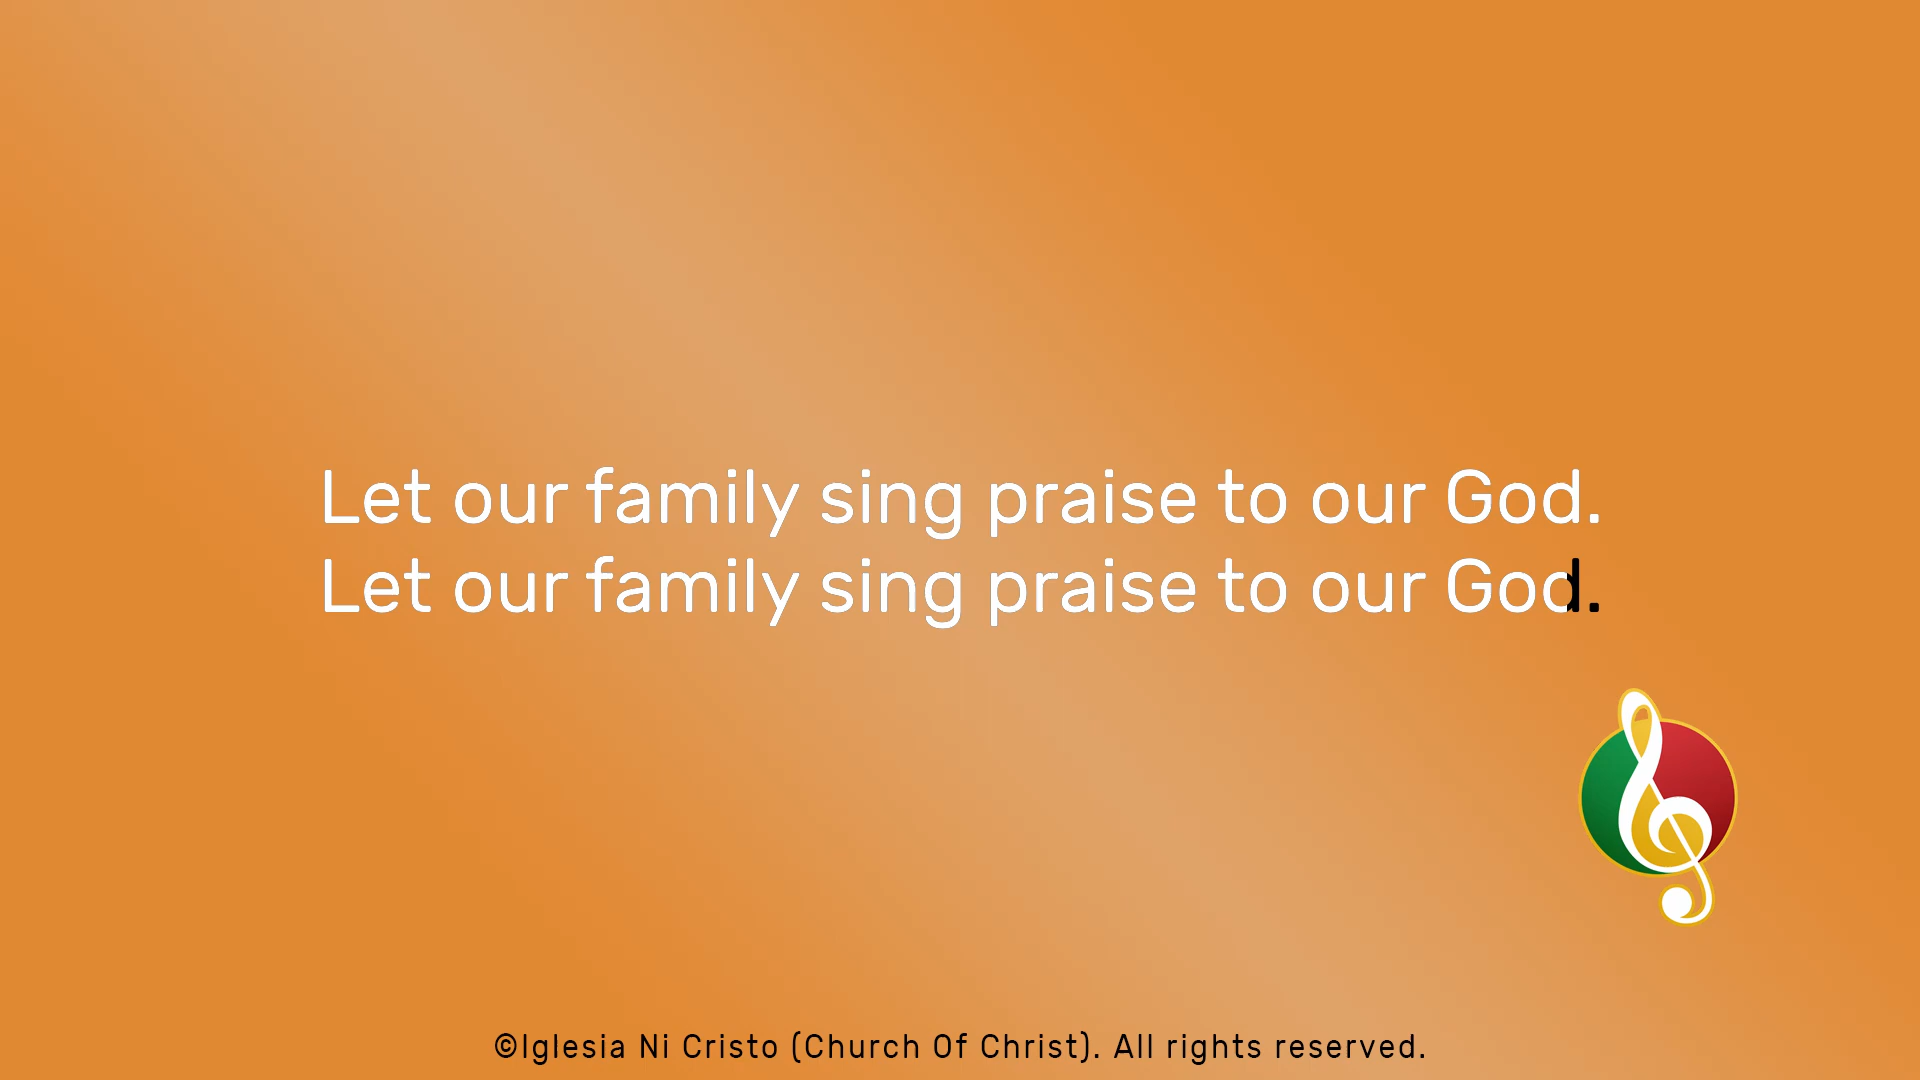 Let our family sing praise to our God.
Let our family sing praise to our God.
©Iglesia Ni Cristo (Church Of Christ). All rights reserved.